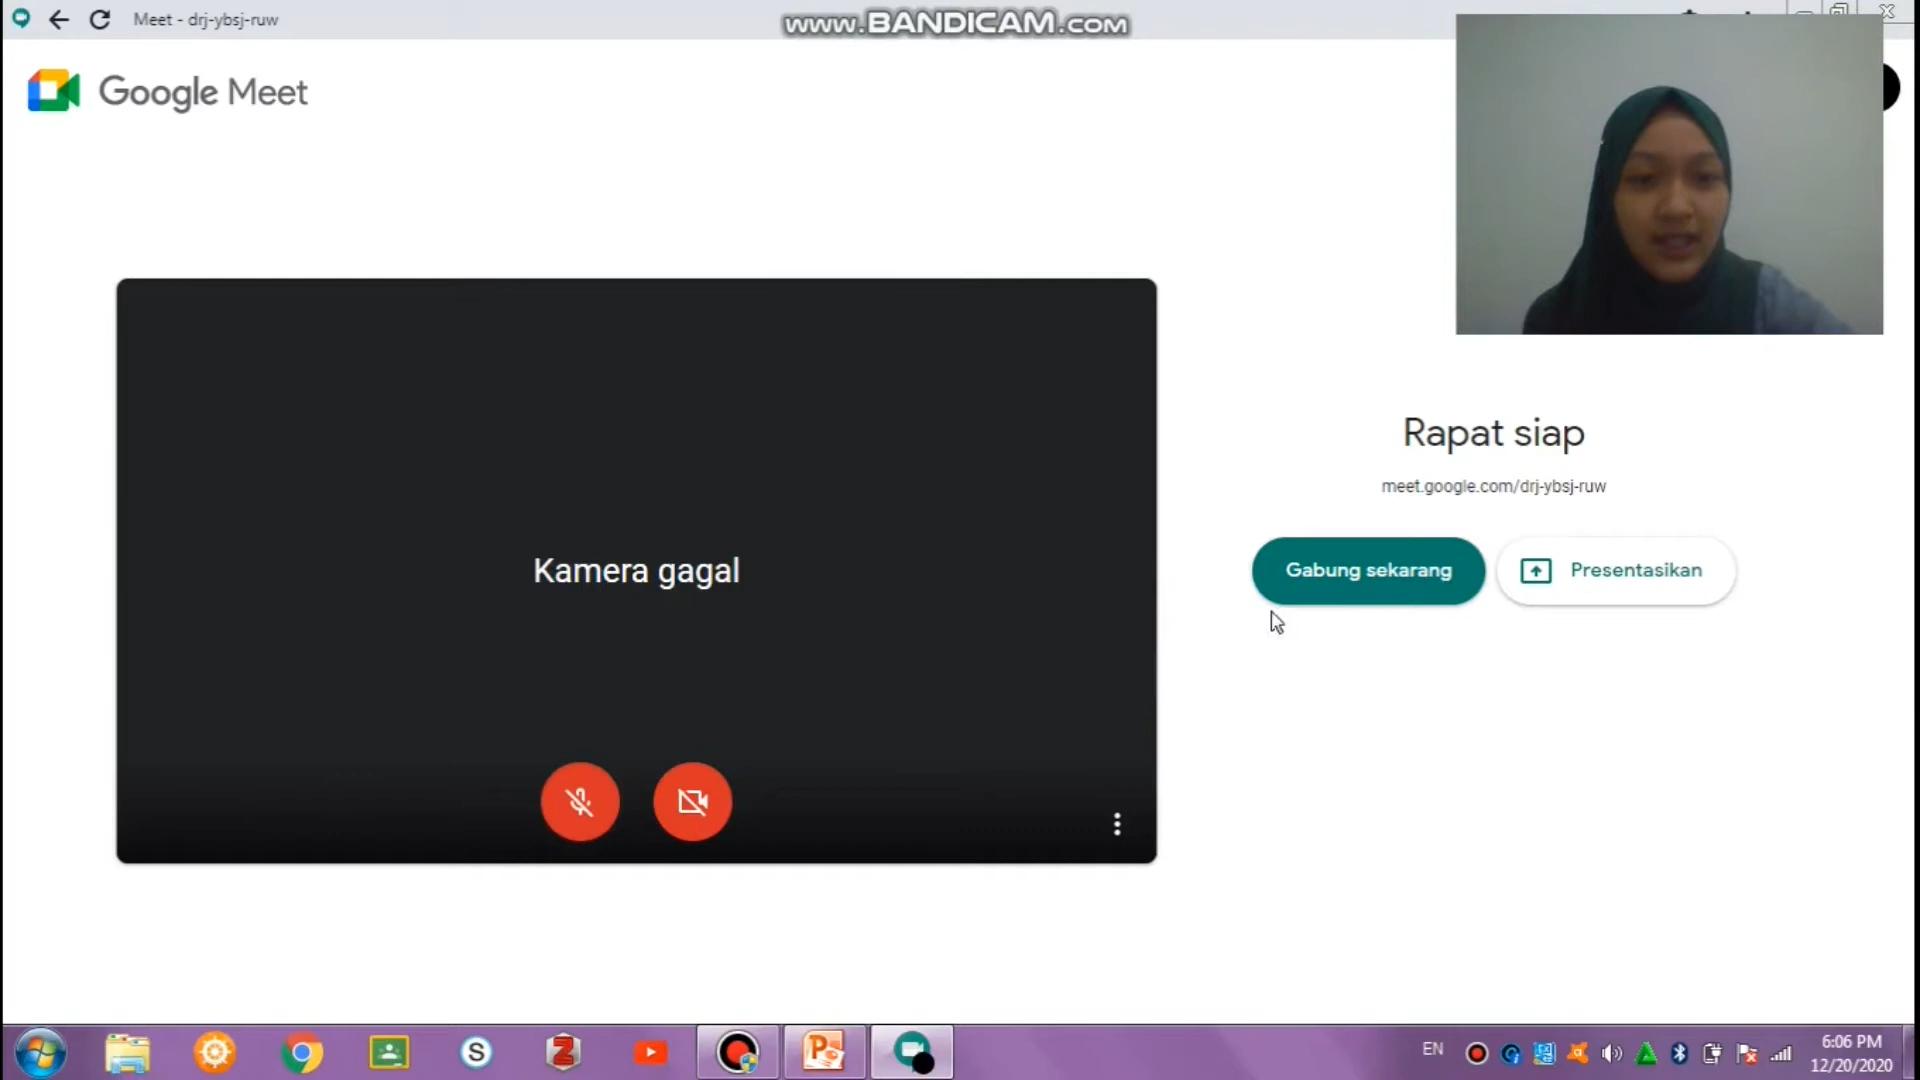 Meet - drj-ybsj-ruw
www.BANDICAM.com
Google Meet
Kamera gagal
Rapat siap
meet.google.com/drj-ybsj-ruw
Gabung sekarang
Presentasikan
S
Z
P
EN
6:06 PM
12/20/2020